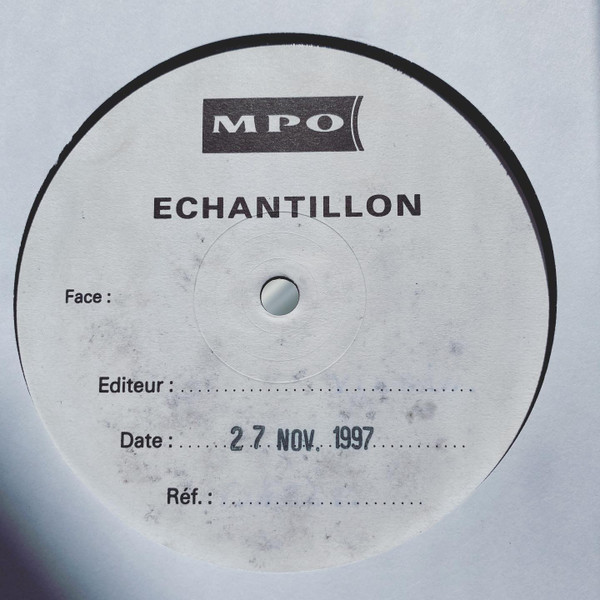 MPO
ECHANTILLON
Face :
Editeur : ..................................
Date : ...... 27 NOV. 1997 ...........
Réf. : ........................